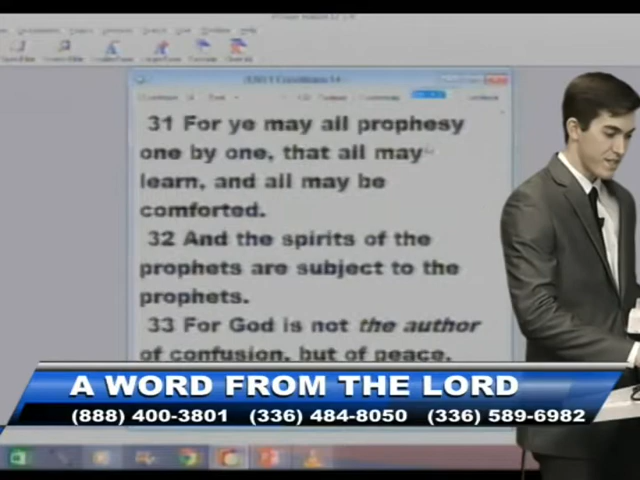 31 For ye may all prophesy
one by one, that all may
learn, and all may be
comforted.
32 And the spirits of the
prophets are subject to the
prophets.
33 For God is not the author
of confusion, but of peace,
A WORD FROM THE LORD
(888) 400-3801 (336) 484-8050 (336) 589-6982